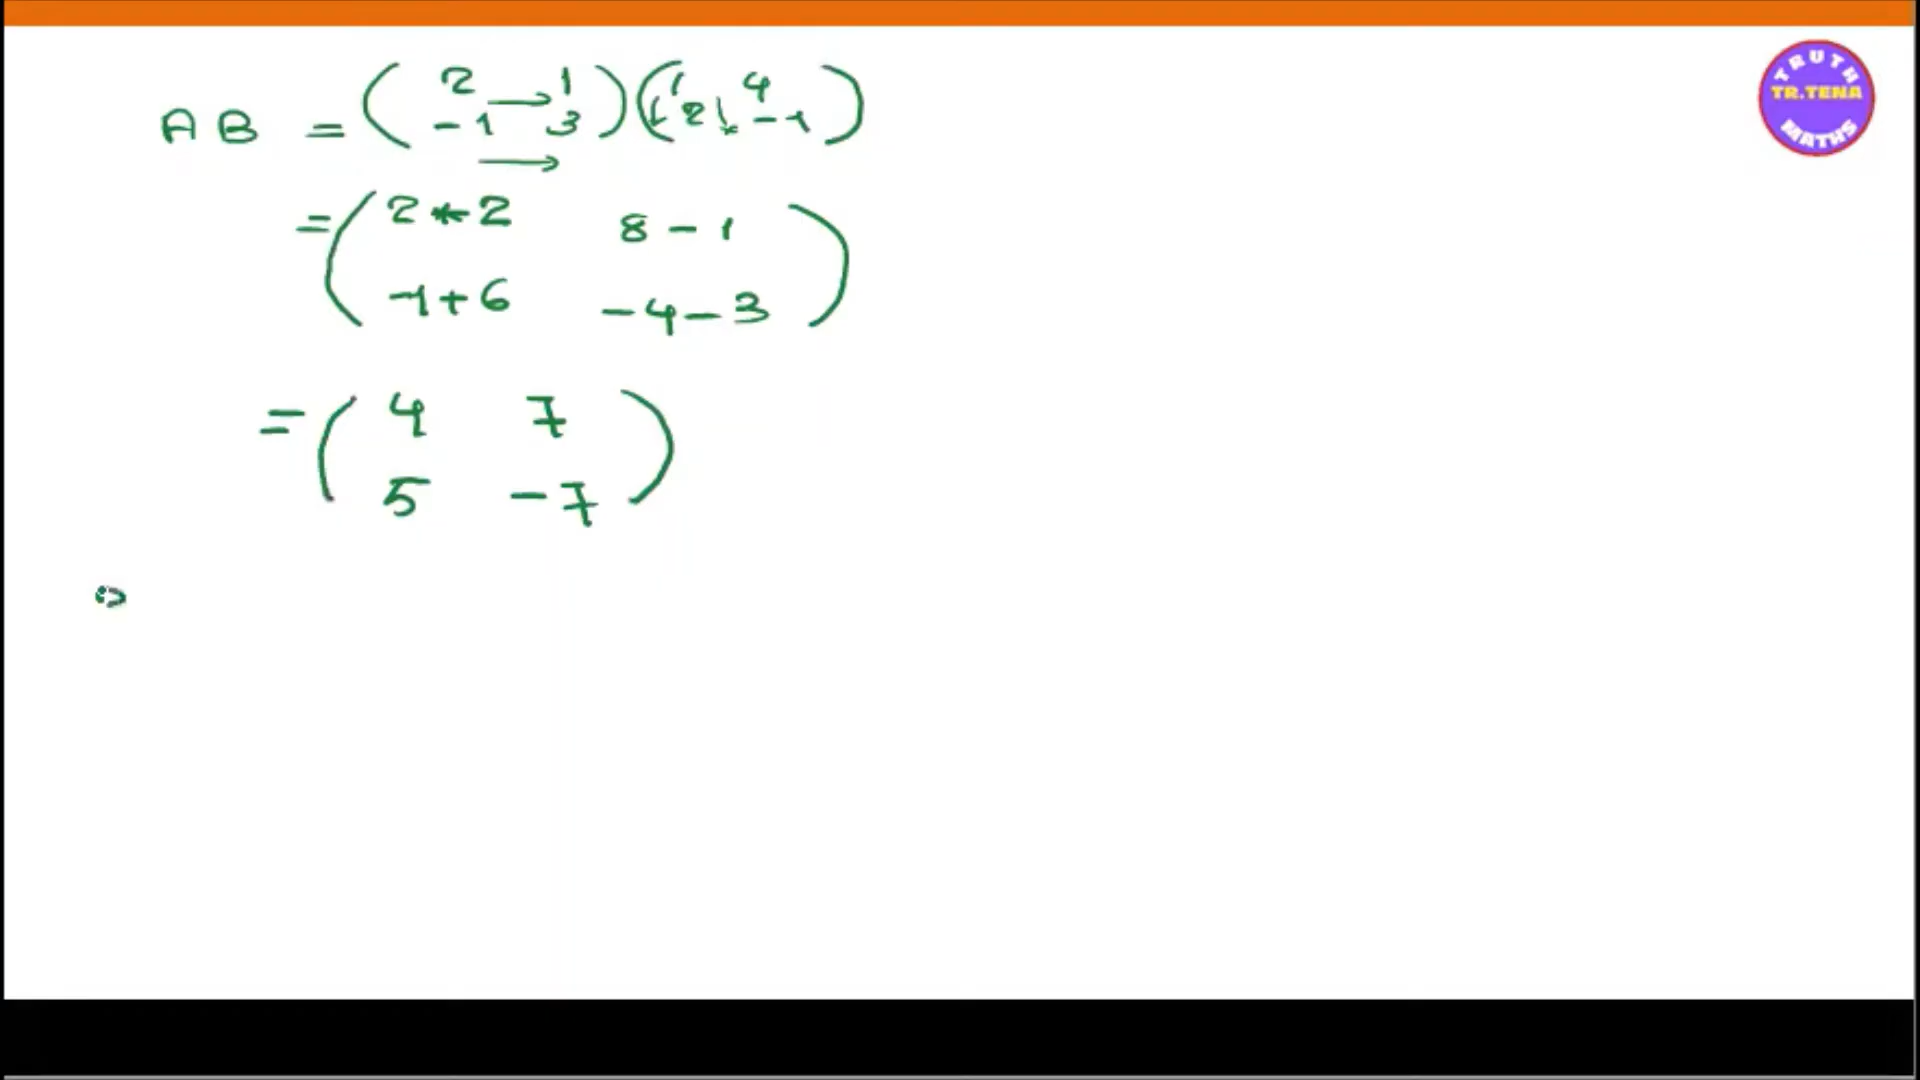 AB = ( 2 → 1 ) ( 1 4 )
-1 3 2 -1
= ( 2 + 2 8 - 1 )
-1 + 6 -4 - 3
= ( 4 7 )
5 -7
TRUTH
TR.TENA
MATHS